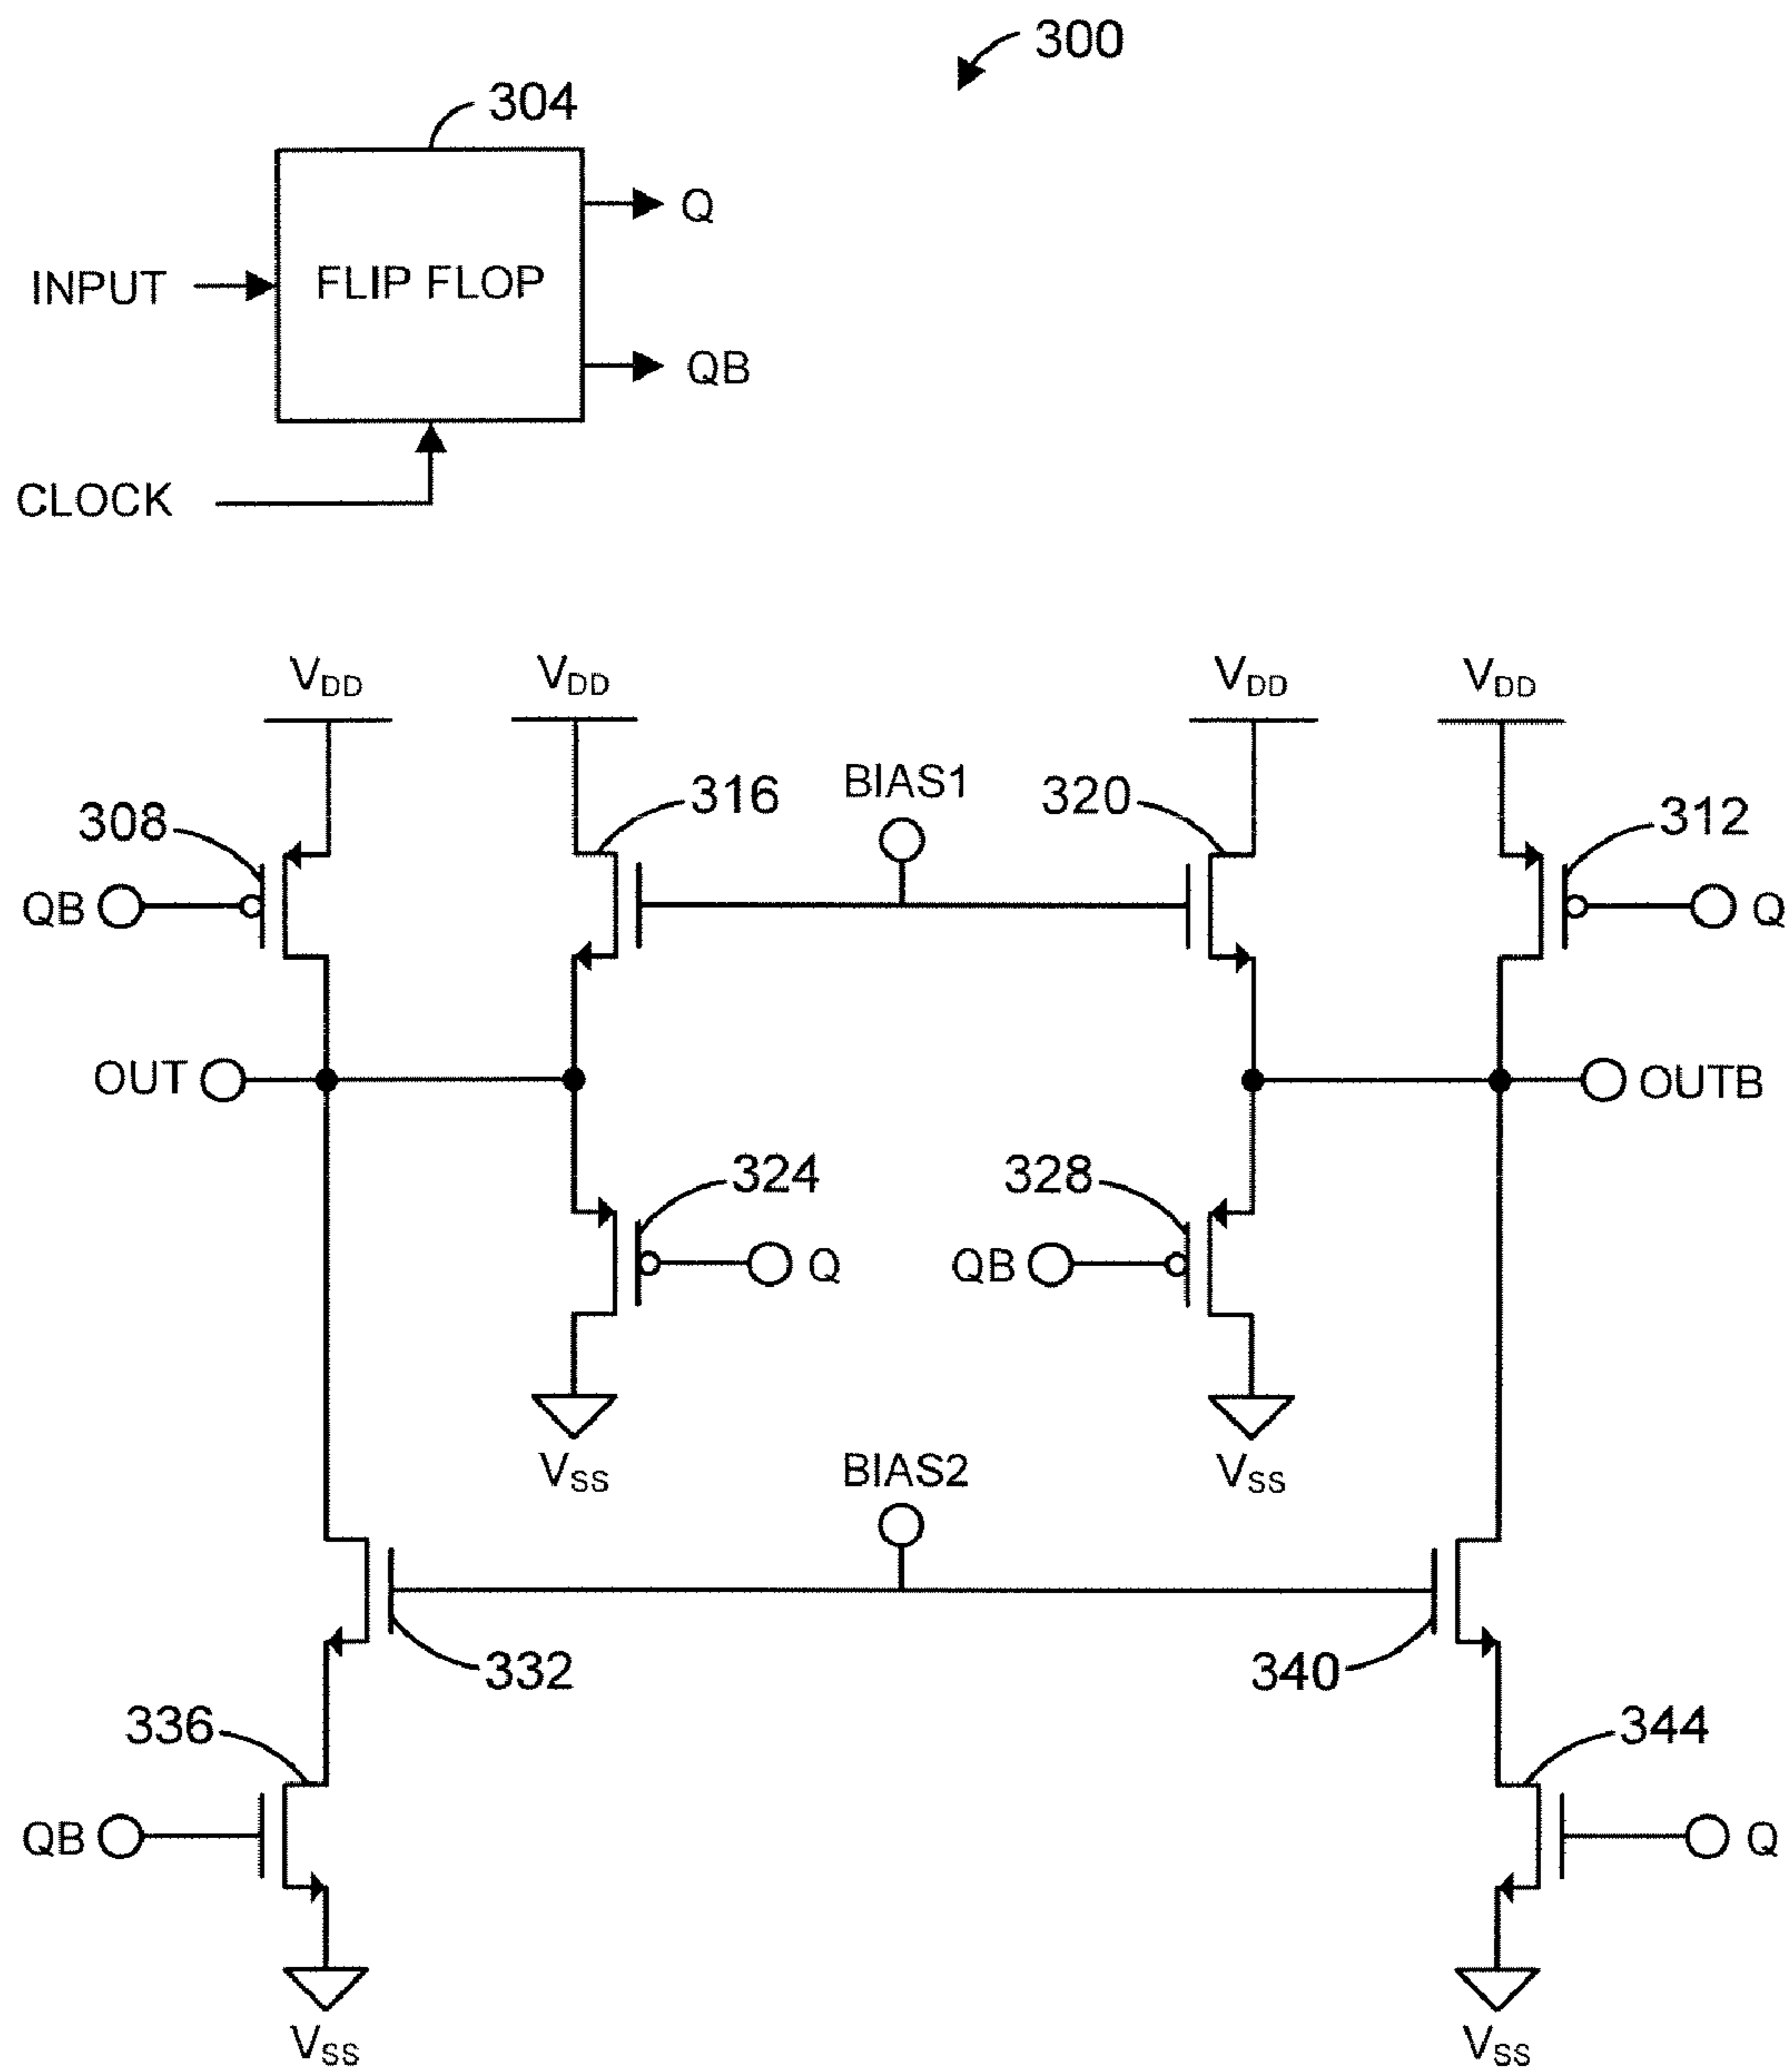 300
304
Q
INPUT
FLIP FLOP
QB
CLOCK
VDD
VDD
VDD
VDD
308
316
BIAS1
320
312
QB
Q
OUT
OUTB
324
328
Q
QB
VSS
VSS
BIAS2
332
340
336
344
QB
Q
VSS
VSS